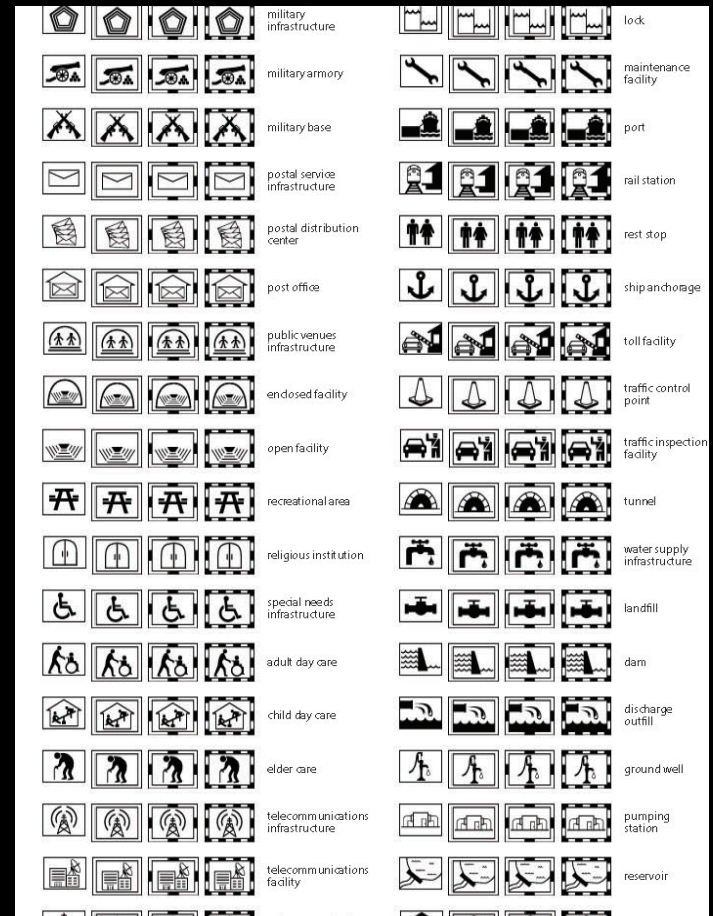 military
infrastructure
military armory
military base
postal service
infrastructure
postal distribution
center
post office
public venues
infrastructure
enclosed facility
open facility
recreational area
religious institution
special needs
infrastructure
adult day care
child day care
elder care
telecommunications
infrastructure
telecommunications
facility
lock
maintenance
facility
port
rail station
rest stop
ship anchorage
toll facility
traffic control
point
traffic inspection
facility
tunnel
water supply
infrastructure
landfill
dam
discharge
outfill
ground well
pumping
station
reservoir